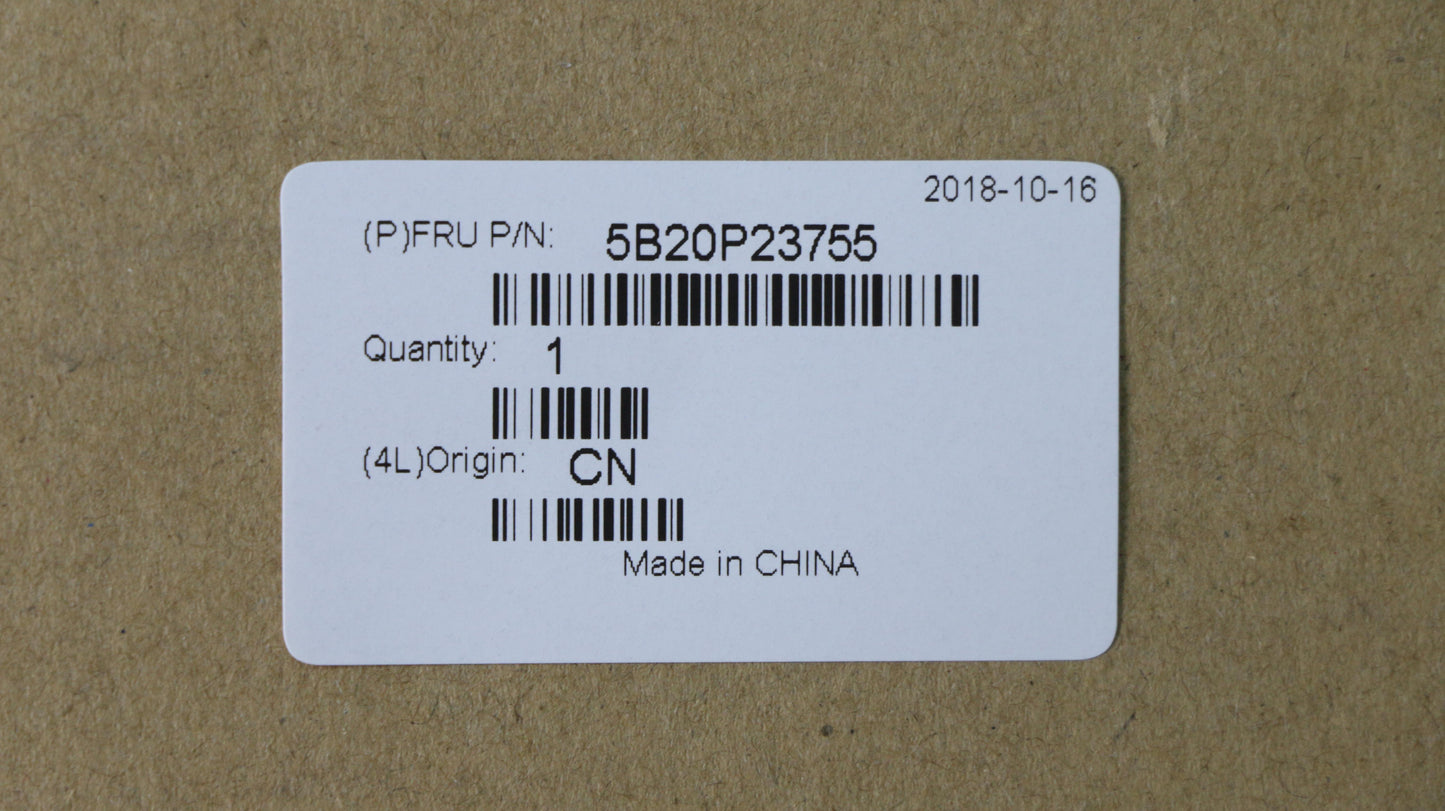 2018-10-16
(P)FRU P/N: 5B20P23755
Quantity: 1
(4L)Origin: CN
Made in CHINA